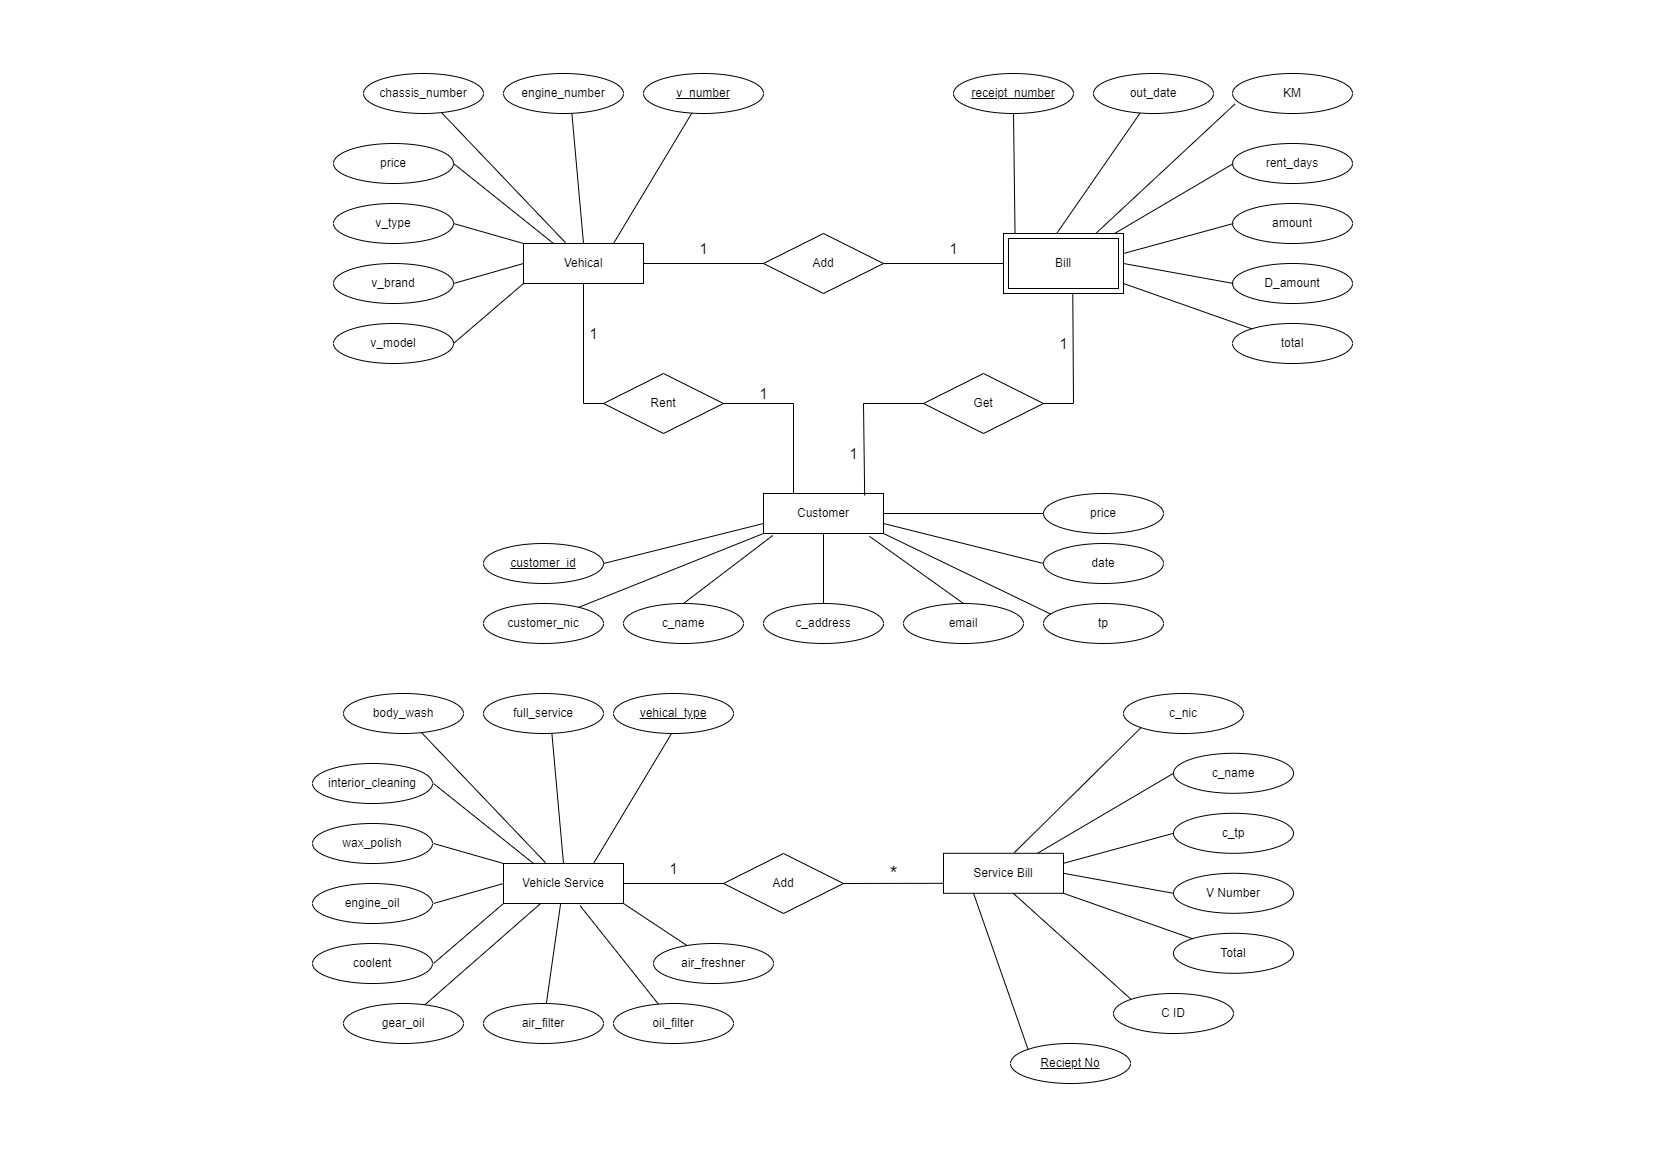 chassis_number
engine_number
v_number
receipt_number
out_date
KM
price
rent_days
v_type
amount
1
1
Vehical
Add
Bill
v_brand
D_amount
1
1
v_model
total
1
Rent
Get
1
Customer
price
customer_id
date
customer_nic
c_name
c_address
email
tp
body_wash
full_service
vehical_type
c_nic
interior_cleaning
c_name
wax_polish
c_tp
1
*
Vehicle Service
Add
Service Bill
engine_oil
V Number
coolent
air_freshner
Total
gear_oil
air_filter
oil_filter
C ID
Reciept No